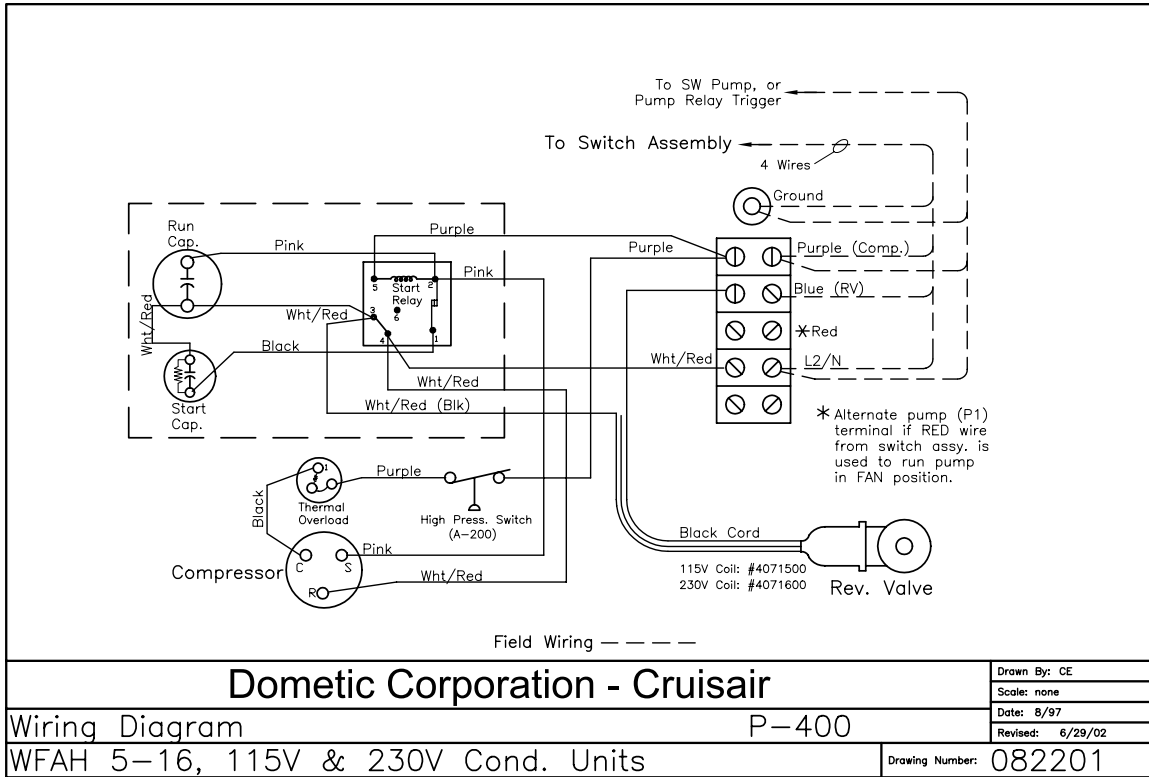 To SW Pump, or
Pump Relay Trigger
To Switch Assembly
4 Wires
Ground
Run
Cap.
Purple
Pink
Purple
Purple (Comp.)
Pink
5
2
Start
Relay
Blue (RV)
6
3
Wht/Red
Wht/Red
1
*Red
4
Black
Wht/Red
L2/N
Wht/Red
Start
Cap.
Wht/Red (Blk)
* Alternate pump (P1)
terminal if RED wire
from switch assy. is
used to run pump
in FAN position.
1
Purple
Thermal
Overload
High Press. Switch
(A-200)
Black
Black Cord
Pink
C
S
Compressor
115V Coil: #4071500
230V Coil: #4071600
Wht/Red
R
Rev. Valve
Field Wiring — — — —
Dometic Corporation - Cruisair
Drawn By: CE
Scale: none
Date: 8/97
Revised: 6/29/02
Wiring Diagram
P-400
WFAH 5-16, 115V & 230V Cond. Units
Drawing Number: 082201